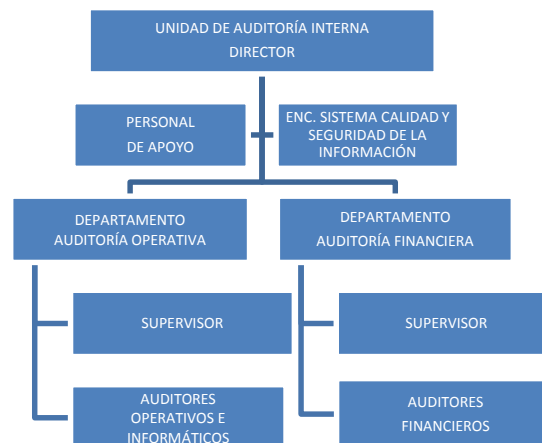 UNIDAD DE AUDITORÍA INTERNA
DIRECTOR
PERSONAL
DE APOYO
ENC. SISTEMA CALIDAD Y
SEGURIDAD DE LA
INFORMACIÓN
DEPARTAMENTO
AUDITORÍA OPERATIVA
DEPARTAMENTO
AUDITORÍA FINANCIERA
SUPERVISOR
SUPERVISOR
AUDITORES
OPERATIVOS E
INFORMÁTICOS
AUDITORES
FINANCIEROS